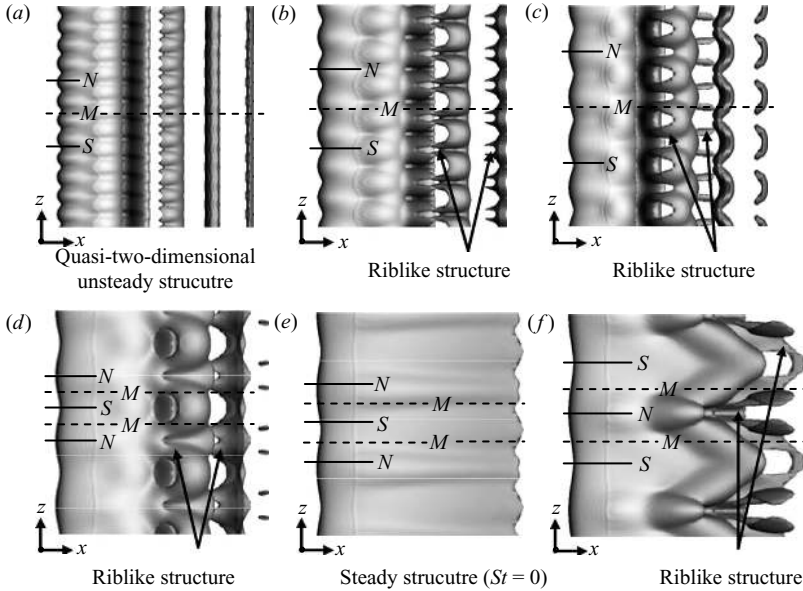 (a)
N
M
S
z
x
Quasi-two-dimensional
unsteady strucutre
(b)
N
M
S
z
x
Riblike structure
(c)
N
M
S
z
x
Riblike structure
(d)
N
M
S
M
N
z
x
Riblike structure
(e)
N
M
S
M
N
z
x
Steady strucutre (St = 0)
(f)
S
M
N
M
S
z
x
Riblike structure